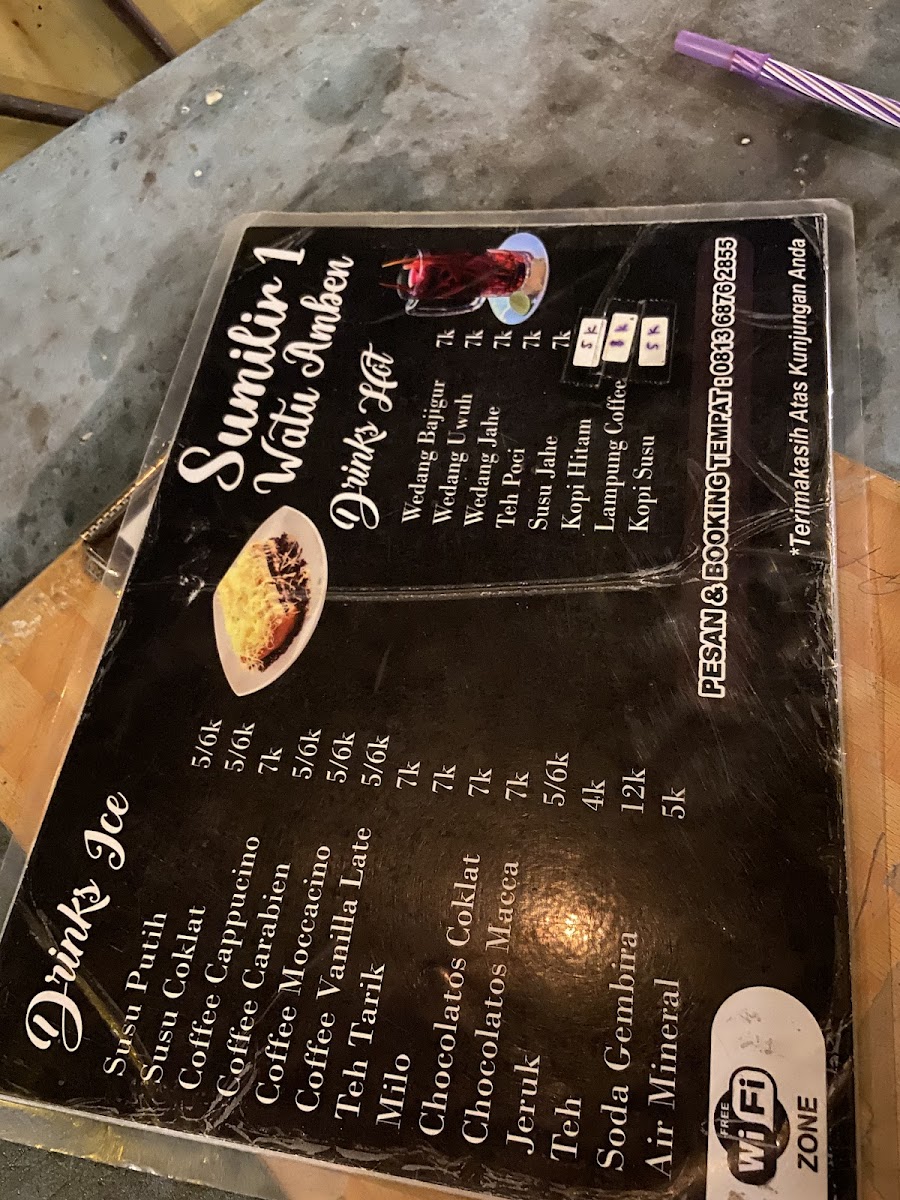 Drinks Ice
Susu Putih 5/6k
Susu Coklat 5/6k
Coffee Cappucino 7k
Coffee Carabien 5/6k
Coffee Moccacino 5/6k
Coffee Vanilla Late 5/6k
Teh Tarik 7k
Milo 7k
Chocolatos Coklat 7k
Chocolatos Macca 7k
Jeruk 5/6k
Teh 4k
Soda Gembira 12k
Air Mineral 5k
FREE
WiFi
ZONE
Sumilir 1
Watu Amben
Drinks Hot
Wedang Bajigur 7k
Wedang Uwuh 7k
Wedang Jahe 7k
Teh Poci 7k
Susu Jahe 7k
Kopi Hitam 5k
Lampung Coffee 8k
Kopi Susu 5k
PESAN & BOOKING TEMPAT : 0813 6876 2855
*Terimakasih Atas Kunjungan Anda